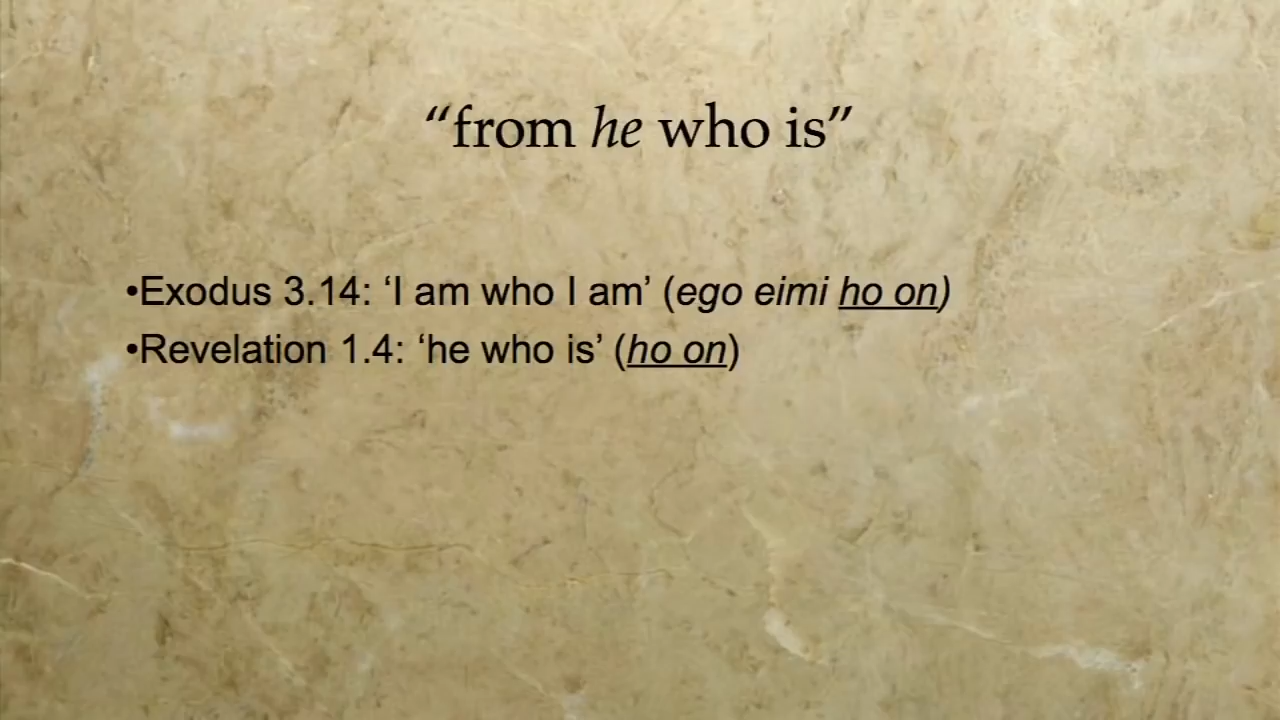 “from he who is”
•Exodus 3.14: ‘I am who I am’ (ego eimi ho on)
•Revelation 1.4: ‘he who is’ (ho on)